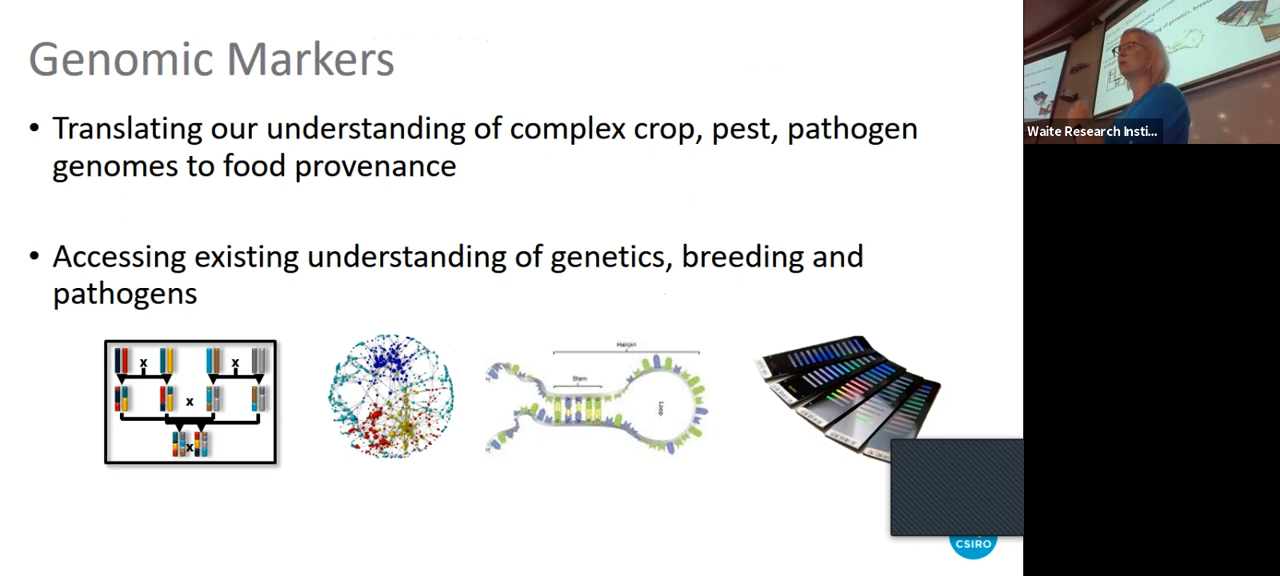 Genomic Markers
• Translating our understanding of complex crop, pest, pathogen
genomes to food provenance
• Accessing existing understanding of genetics, breeding and
pathogens
x
x
x
x
Hairpin
Stem
Loop
CSIRO
Waite Research Insti...